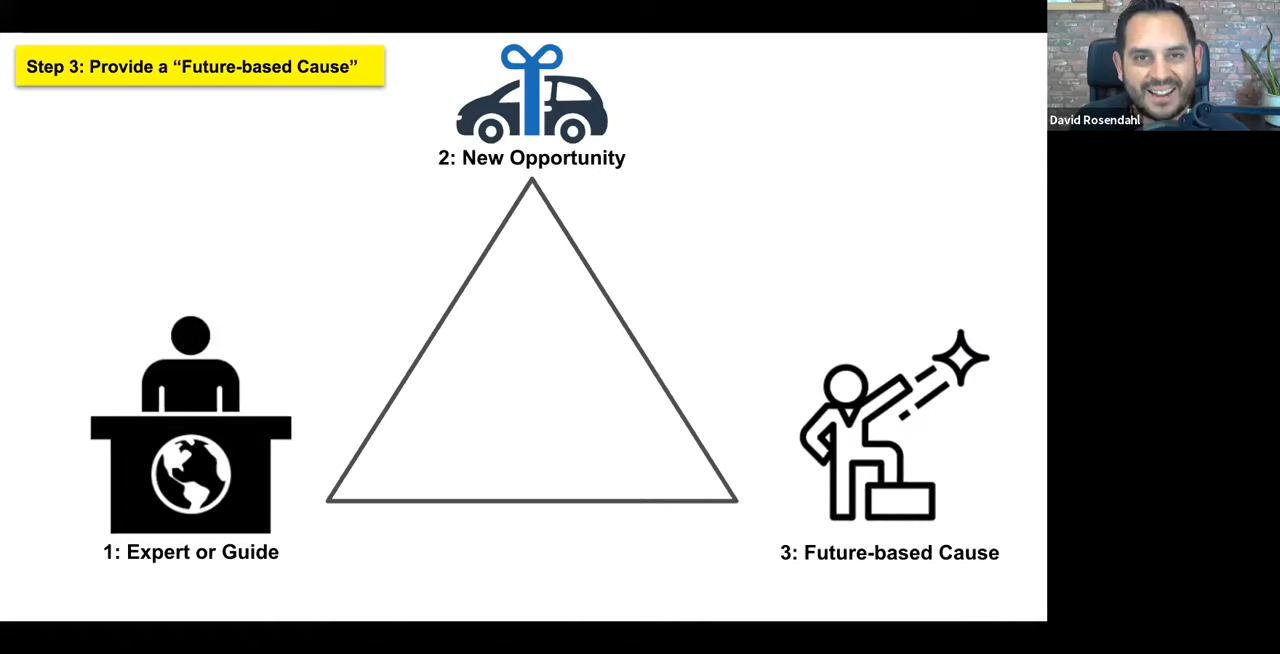 Step 3: Provide a “Future-based Cause”
David Rosendahl
2: New Opportunity
1: Expert or Guide
3: Future-based Cause